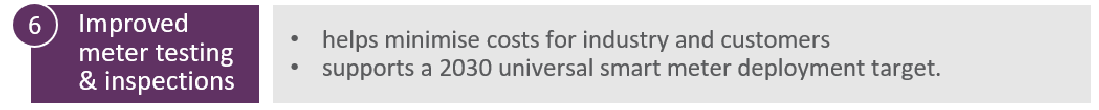 6
Improved
meter testing
& inspections
• helps minimise costs for industry and customers
• supports a 2030 universal smart meter deployment target.